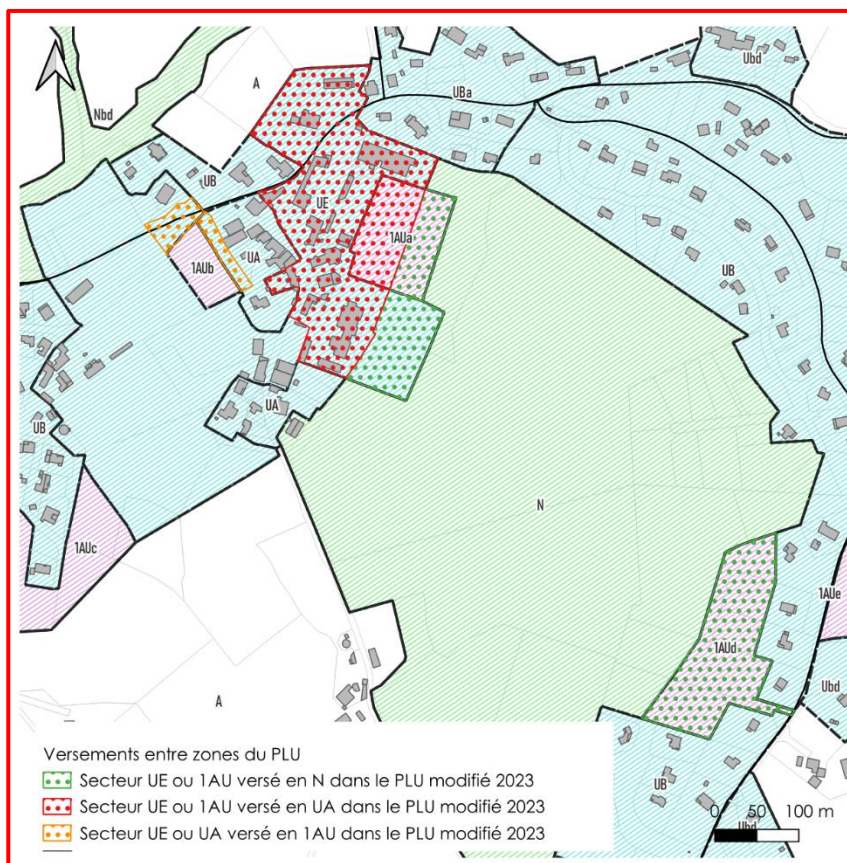 Ubd
A
UBa
Nbd
UB
UE
1AUa
UA
1AUb
UB
UA
UB
N
1AUc
1AUe
1AUd
Ubd
A
UB
Versements entre zones du PLU
Secteur UE ou 1AU versé en N dans le PLU modifié 2023
Secteur UE ou 1AU versé en UA dans le PLU modifié 2023
Secteur UE ou UA versé en 1AU dans le PLU modifié 2023
0 50 100 m
Ubd